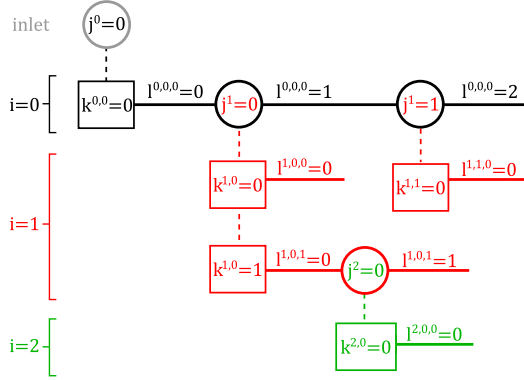 inlet
j⁰=0
i=0
k⁰,⁰=0
l⁰,⁰,⁰=0
j¹=0
l⁰,⁰,⁰=1
j¹=1
l⁰,⁰,⁰=2
i=1
k¹,⁰=0
l¹,⁰,⁰=0
k¹,¹=0
l¹,¹,⁰=0
k¹,⁰=1
l¹,⁰,¹=0
j²=0
l¹,⁰,¹=1
i=2
k²,⁰=0
l²,⁰,⁰=0